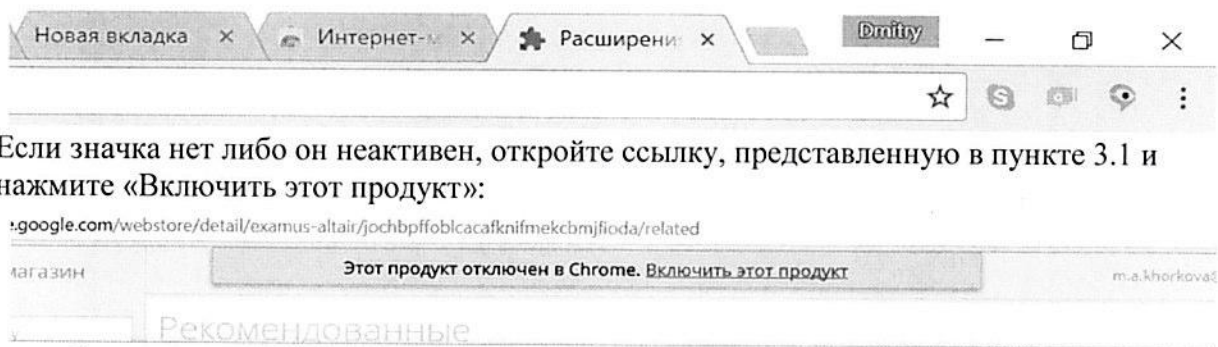 Новая вкладка × Интернет-м × Расширени × Dmitry
Если значка нет либо он неактивен, откройте ссылку, представленную в пункте 3.1 и
нажмите «Включить этот продукт»:
.google.com/webstore/detail/examus-altair/jochbpffoblcacafknifmekcbmjfioda/related
магазин Этот продукт отключен в Chrome. Включить этот продукт m.a.khorkova@
Рекомендованные